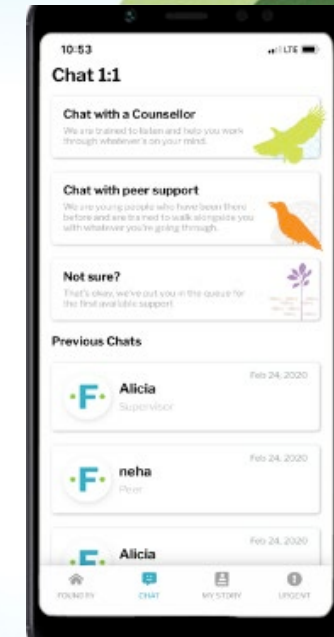 10:53
LTE
Chat 1:1
Chat with a Counsellor
We are trained to listen and help you work
through whatever's on your mind.
Chat with peer support
We are young people who have been there
before and are trained to walk alongside you
with whatever you're going through.
Not sure?
That's okay, we've put you in the queue for
the first available support.
Previous Chats
Feb 24, 2020
F
Alicia
Supervisor
Feb 24, 2020
F
neha
Peer
Feb 24, 2020
F
Alicia
FOUNDRY
CHAT
MY STORY
URGENT